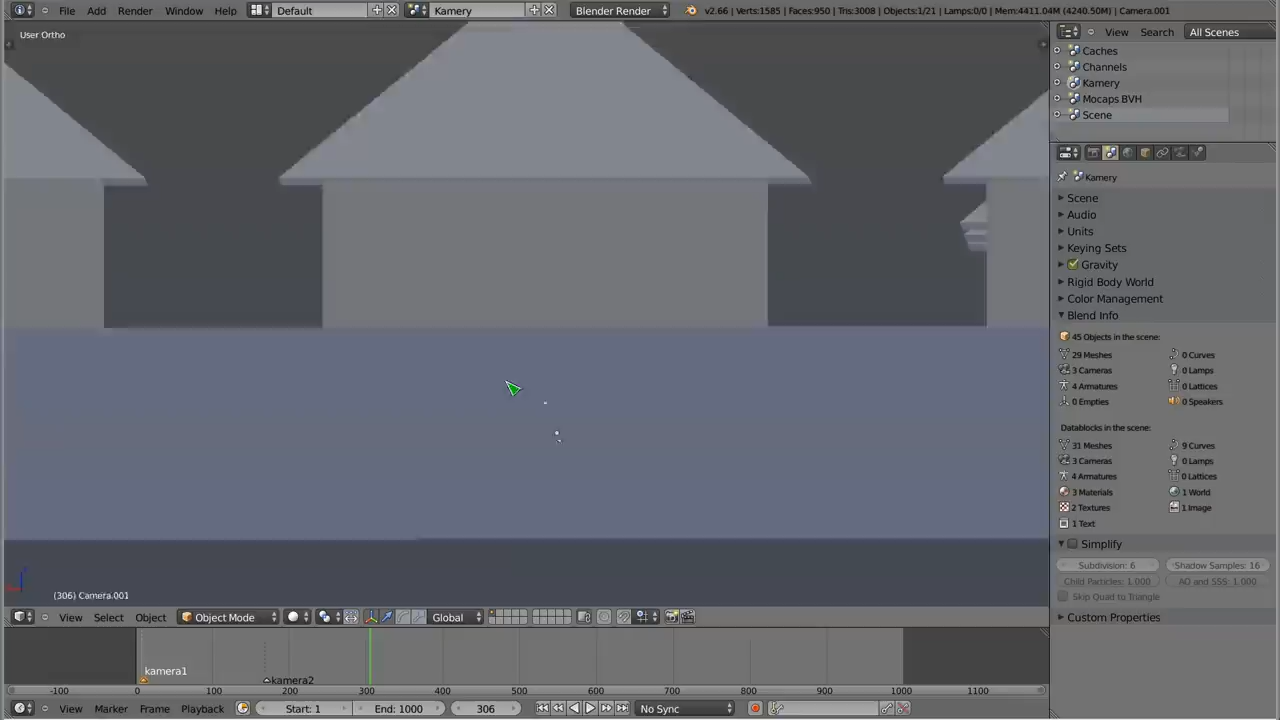 File Add Render Window Help Default Kamery Blender Render v2.66 | Verts:1585 | Faces:950 | Tris:3008 | Objects:1/21 | Lamps:0/0 | Mem:4411.04M (4240.50M) | Camera.001
User Ortho
View Search All Scenes
Caches
Channels
Kamery
Mocaps BVH
Scene
Kamery
Scene
Audio
Units
Keying Sets
Gravity
Rigid Body World
Color Management
Blend Info
45 Objects in the scene:
29 Meshes 0 Curves
3 Cameras 0 Lamps
4 Armatures 0 Lattices
0 Empties 0 Speakers
Datablocks in the scene:
31 Meshes 9 Curves
3 Cameras 0 Lamps
4 Armatures 0 Lattices
3 Materials 1 World
2 Textures 1 Image
1 Text
Simplify
Subdivision: 6 Shadow Samples: 16
Child Particles: 1.000 AO and SSS: 1.000
Skip Quad to Triangle
Custom Properties
(306) Camera.001
View Select Object Object Mode Global
kamera1
kamera2
-100 0 100 200 300 400 500 600 700 800 900 1000 1100
View Marker Frame Playback Start: 1 End: 1000 306 No Sync